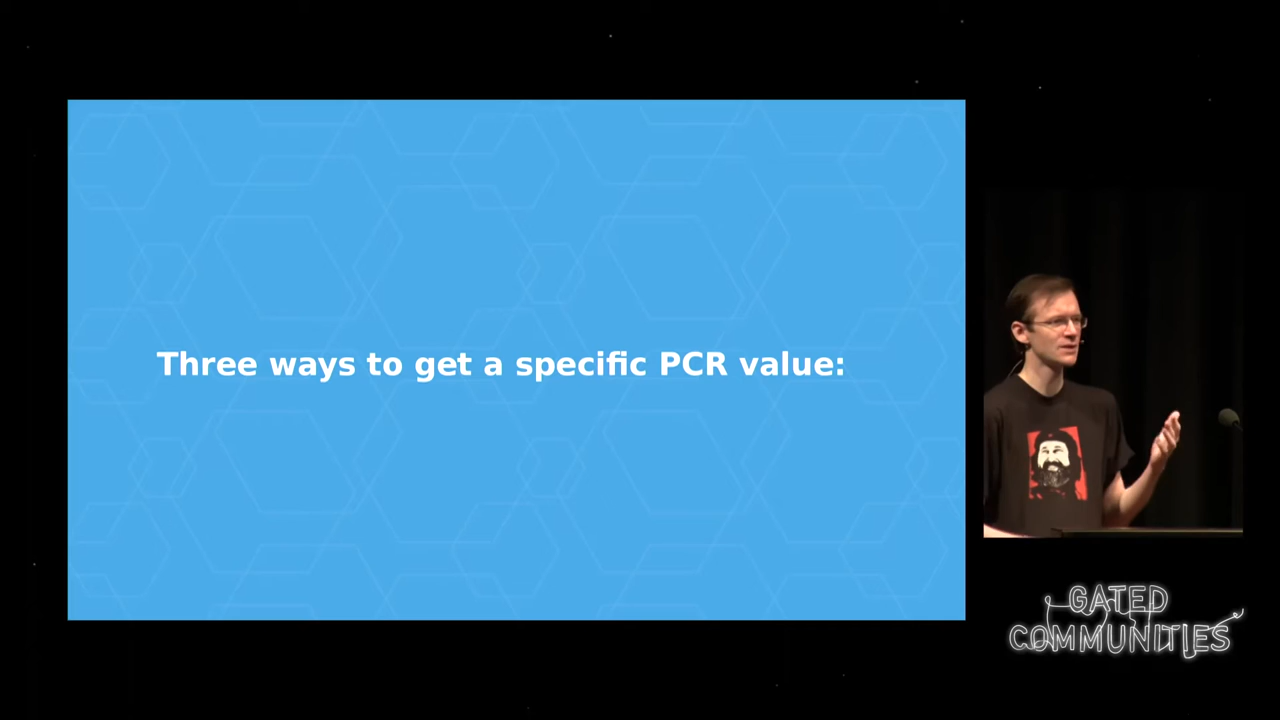 Three ways to get a specific PCR value:
GATED
COMMUNITIES